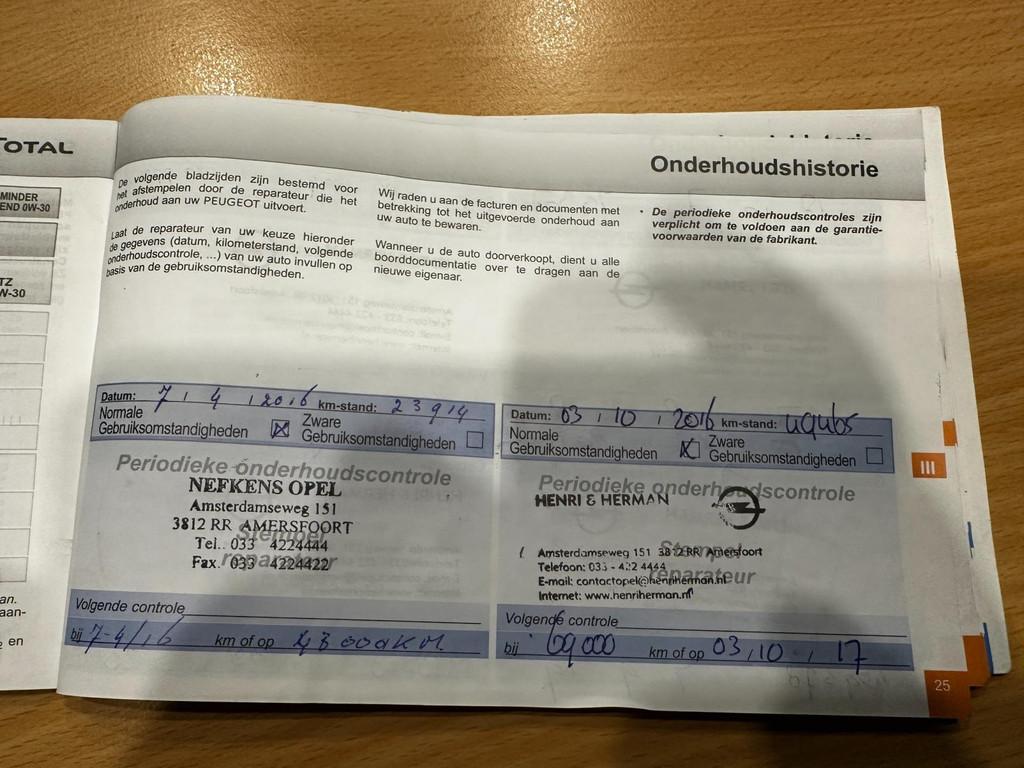 TOTAL
MINDER
END 0W-30
TZ
W-30
an.
aan-
en
Onderhoudshistorie
De volgende bladzijden zijn bestemd voor
het afstempelen door de reparateur die het
onderhoud aan uw PEUGEOT uitvoert.
Laat de reparateur van uw keuze hieronder
de gegevens (datum, kilometerstand, volgende
onderhoudscontrole, ...) van uw auto invullen op
basis van de gebruiksomstandigheden.
Wij raden u aan de facturen en documenten met
betrekking tot het uitgevoerde onderhoud aan
uw auto te bewaren.
Wanneer u de auto doorverkoopt, dient u alle
boorddocumentatie over te dragen aan de
nieuwe eigenaar.
* De periodieke onderhoudscontroles zijn
verplicht om te voldoen aan de garantie-
voorwaarden van de fabrikant.
Datum: 7 / 4 / 2016 km-stand: 23914
Normale
Gebruiksomstandigheden
Zware
Gebruiksomstandigheden
Periodieke onderhoudscontrole
NEFKENS OPEL
Amsterdamseweg 151
3812 RR AMERSFOORT
Stempel
Tel.. 033 4224444
reparateur
Fax. 033 4224422
Volgende controle
bij 7-4/16 km of op 43000KM.
Datum: 03 / 10 / 2016 km-stand:
Normale
Gebruiksomstandigheden
Zware
Gebruiksomstandigheden
Periodieke onderhoudscontrole
HENRI & HERMAN
Stempel
Amsterdamseweg 151 3812 RR Amersfoort
Telefoon: 033 - 422 4444
reparateur
E-mail: contactopel@henriherman.nl
Internet: www.henriherman.nl
Volgende controle
bij 69000 km of op 03 / 10 / 17
III
25